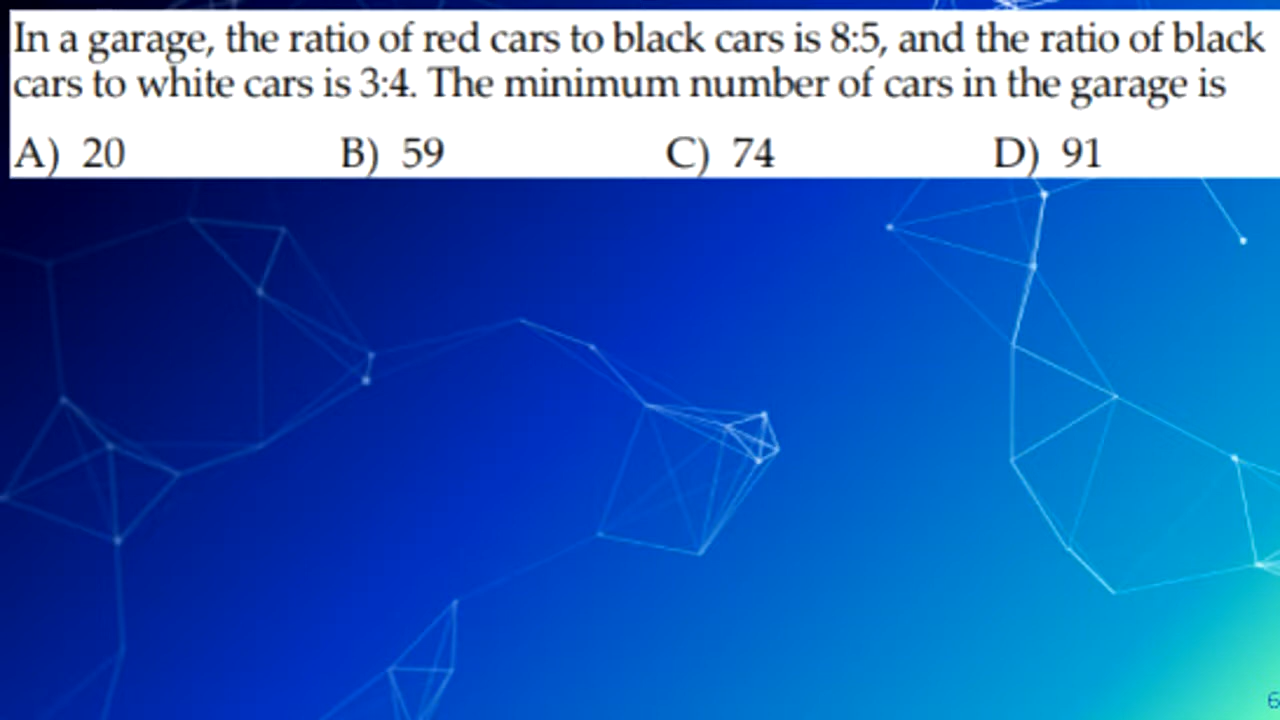 In a garage, the ratio of red cars to black cars is 8:5, and the ratio of black
cars to white cars is 3:4. The minimum number of cars in the garage is
A) 20 B) 59 C) 74 D) 91
6